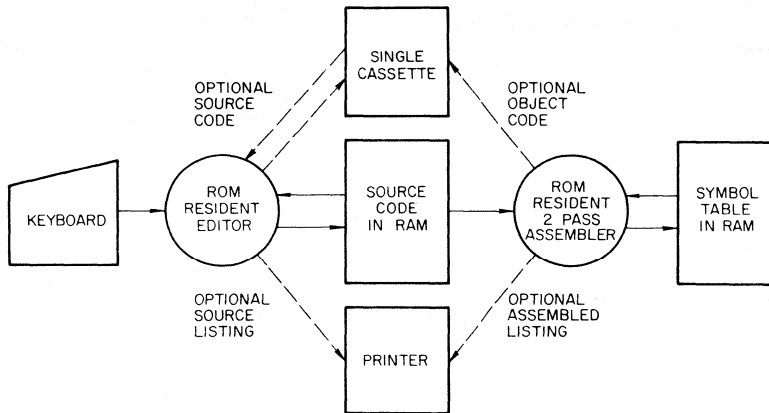 SINGLE
CASSETTE
OPTIONAL
SOURCE
CODE
OPTIONAL
OBJECT
CODE
KEYBOARD
ROM
RESIDENT
EDITOR
SOURCE
CODE
IN RAM
ROM
RESIDENT
2 PASS
ASSEMBLER
SYMBOL
TABLE
IN RAM
OPTIONAL
SOURCE
LISTING
OPTIONAL
ASSEMBLED
LISTING
PRINTER